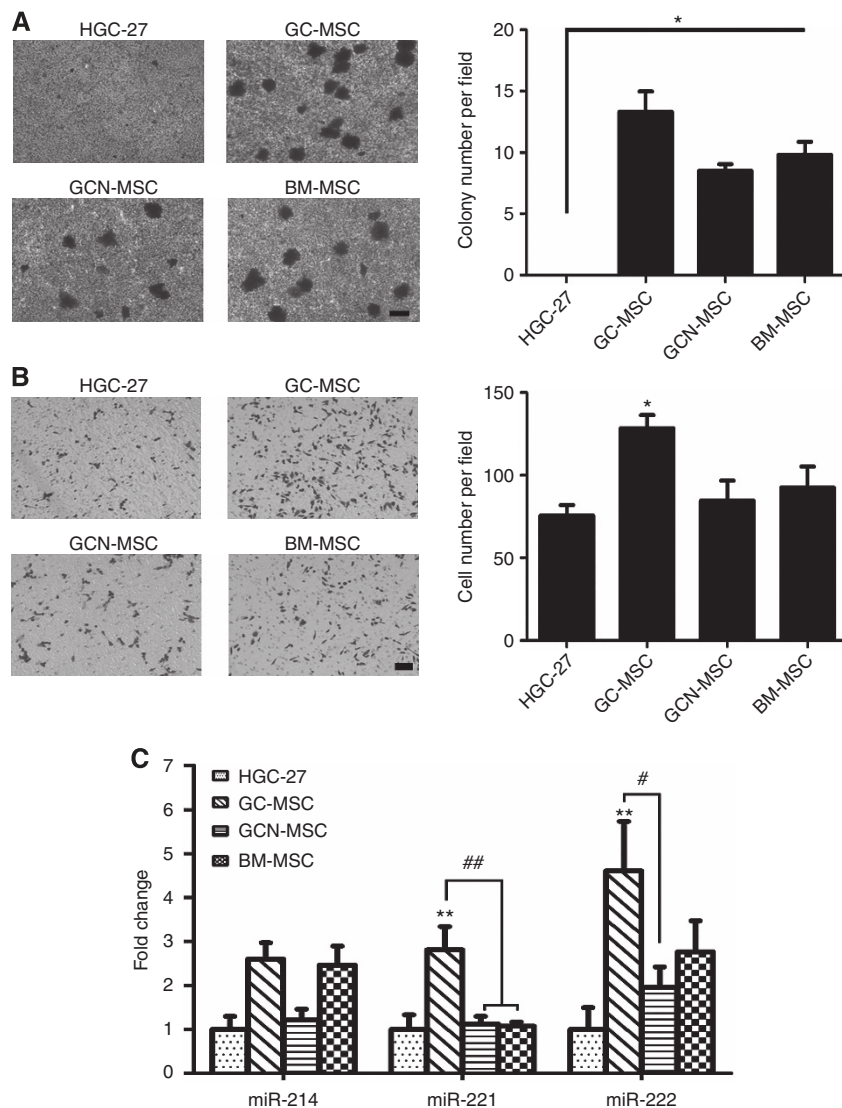 A
HGC-27
GC-MSC
GCN-MSC
BM-MSC
Colony number per field
20
15
10
5
0
*
HGC-27
GC-MSC
GCN-MSC
BM-MSC
B
HGC-27
GC-MSC
GCN-MSC
BM-MSC
Cell number per field
150
100
50
0
*
HGC-27
GC-MSC
GCN-MSC
BM-MSC
C
Fold change
7
6
5
4
3
2
1
0
HGC-27
GC-MSC
GCN-MSC
BM-MSC
##
**
#
**
miR-214
miR-221
miR-222